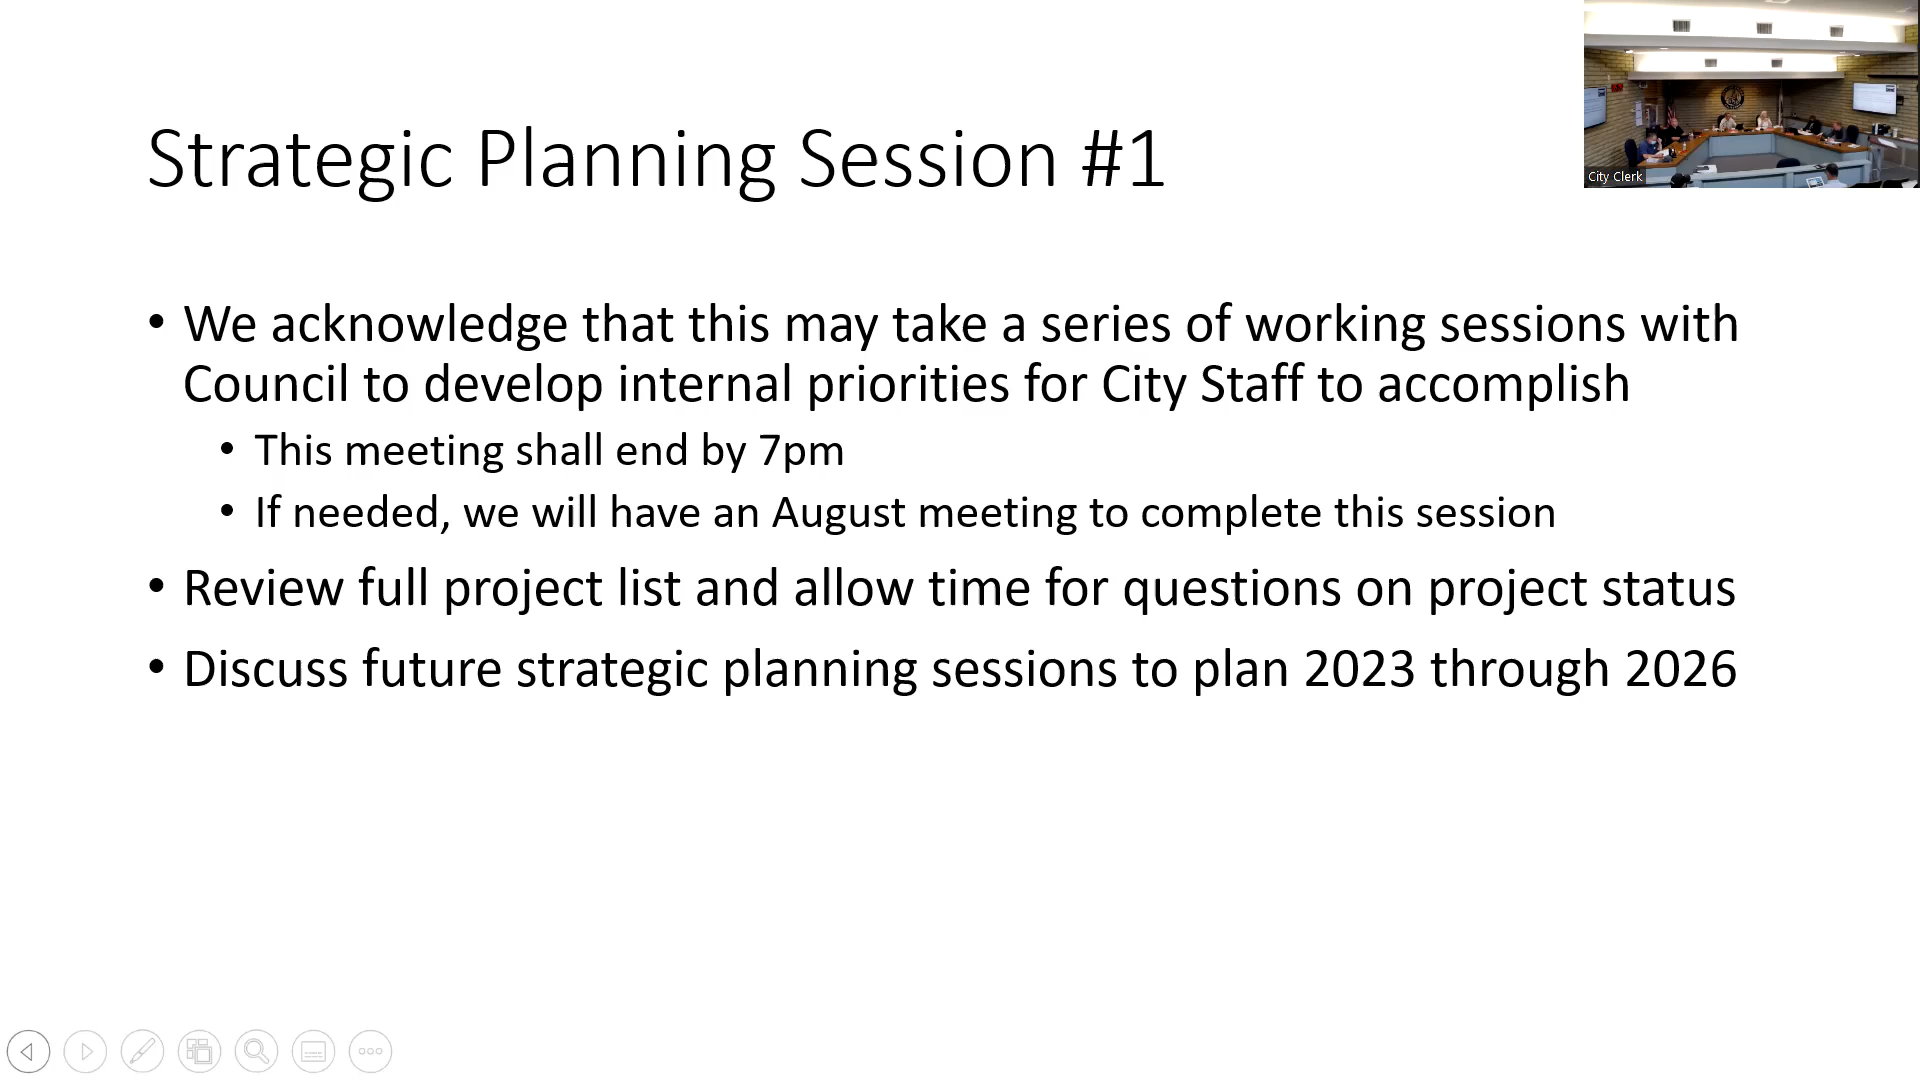 Strategic Planning Session #1
City Clerk
• We acknowledge that this may take a series of working sessions with
Council to develop internal priorities for City Staff to accomplish
• This meeting shall end by 7pm
• If needed, we will have an August meeting to complete this session
• Review full project list and allow time for questions on project status
• Discuss future strategic planning sessions to plan 2023 through 2026